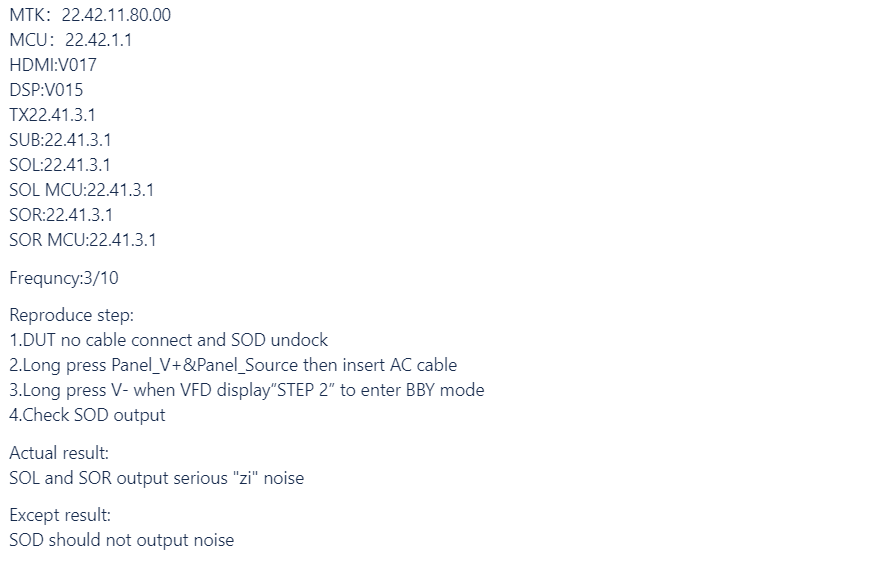 MTK：22.42.11.80.00
MCU：22.42.1.1
HDMI:V017
DSP:V015
TX22.41.3.1
SUB:22.41.3.1
SOL:22.41.3.1
SOL MCU:22.41.3.1
SOR:22.41.3.1
SOR MCU:22.41.3.1
Frequncy:3/10
Reproduce step:
1.DUT no cable connect and SOD undock
2.Long press Panel_V+&Panel_Source then insert AC cable
3.Long press V- when VFD display“STEP 2” to enter BBY mode
4.Check SOD output
Actual result:
SOL and SOR output serious "zi" noise
Except result:
SOD should not output noise